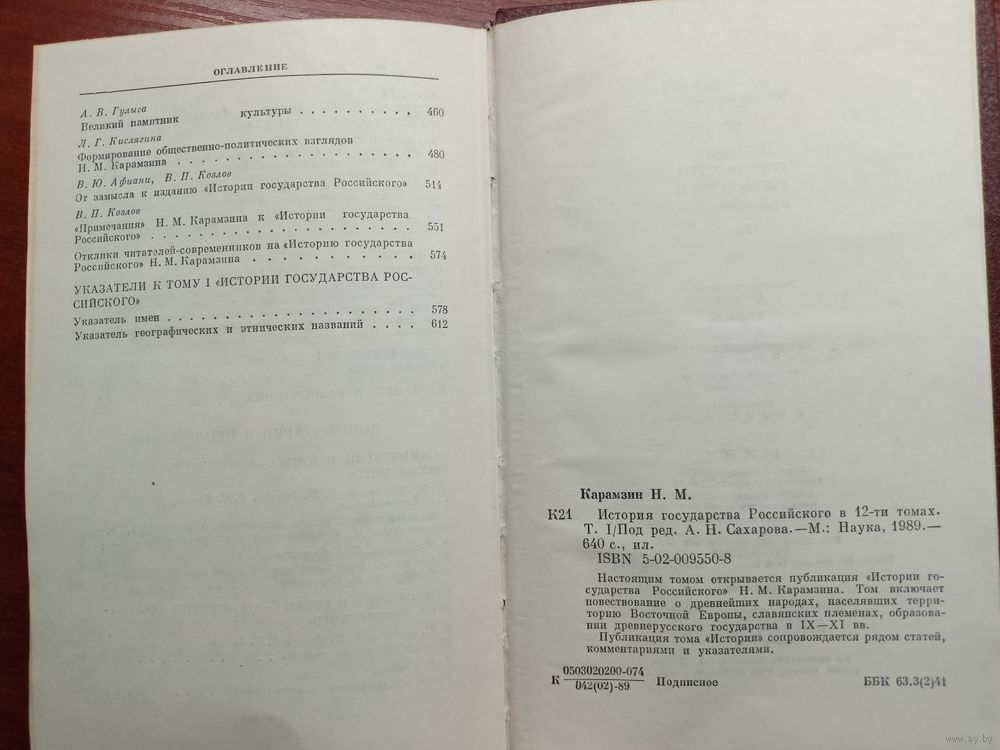 ОГЛАВЛЕНИЕ
А. В. Гулыга
Великий памятник культуры . . . . . . . . . . 460
Л. Г. Кислягина
Формирование общественно-политических взглядов
Н. М. Карамзина . . . . . . . . . . . . . . . . . . . 480
В. Ю. Афиани, В. П. Козлов
От замысла к изданию «Истории государства Российского» 514
В. П. Козлов
«Примечания» Н. М. Карамзина к «Истории государства
Российского» . . . . . . . . . . . . . . . . . . . . 551
Отклики читателей-современников на «Историю государства
Российского» Н. М. Карамзина . . . . . . . . . . . . 574
УКАЗАТЕЛИ К ТОМУ I «ИСТОРИИ ГОСУДАРСТВА РОС-
СИЙСКОГО»
Указатель имен . . . . . . . . . . . . . . . . . . . 578
Указатель географических и этнических названий . . . . 612
Карамзин Н. М.
К21 История государства Российского в 12-ти томах.
Т. I/Под ред. А. Н. Сахарова.—М.: Наука, 1989.—
640 с., ил.
ISBN 5-02-009550-8
Настоящим томом открывается публикация «Истории го-
сударства Российского» Н. М. Карамзина. Том включает
повествование о древнейших народах, населявших терри-
торию Восточной Европы, славянских племенах, образова-
нии древнерусского государства в IX—XI вв.
Публикация тома «Истории» сопровождается рядом статей,
комментариями и указателями.
К 0503020200-074
042(02)-89 Подписное ББК 63.3(2)41
www.ay.by